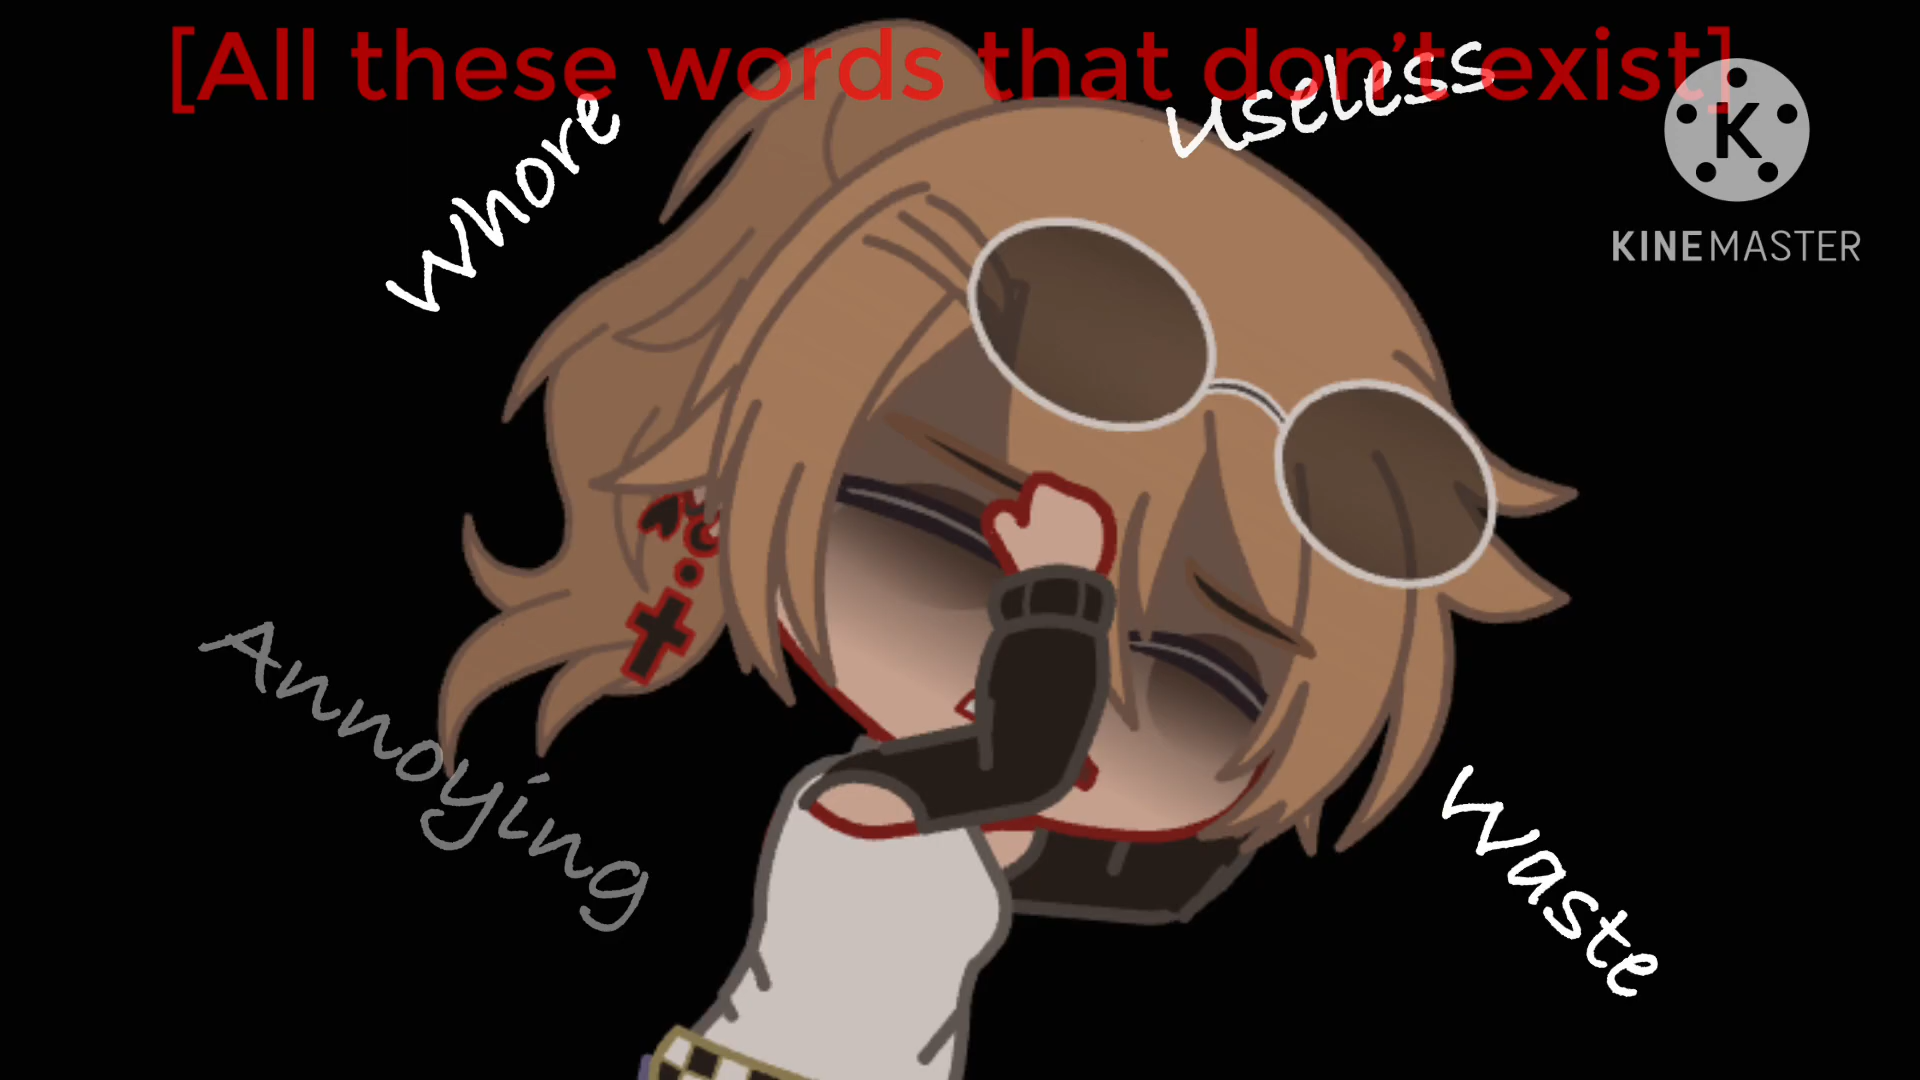 [All these words that don't exist]
Whore
Useless
K
KINEMASTER
Annoying
Waste